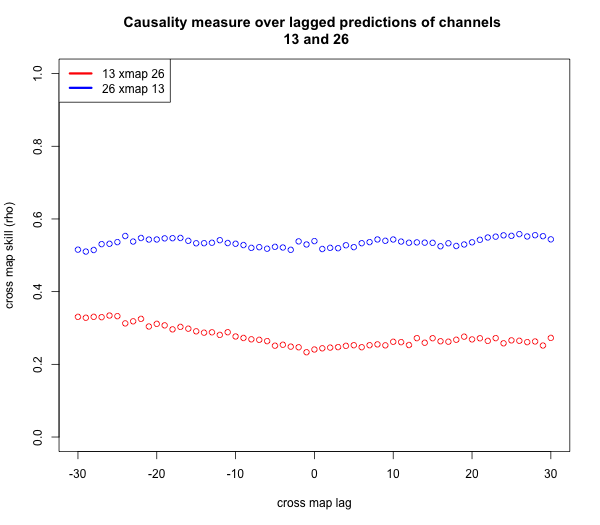 Causality measure over lagged predictions of channels
13 and 26
13 xmap 26
26 xmap 13
cross map skill (rho)
1.0
0.8
0.6
0.4
0.2
0.0
-30 -20 -10 0 10 20 30
cross map lag